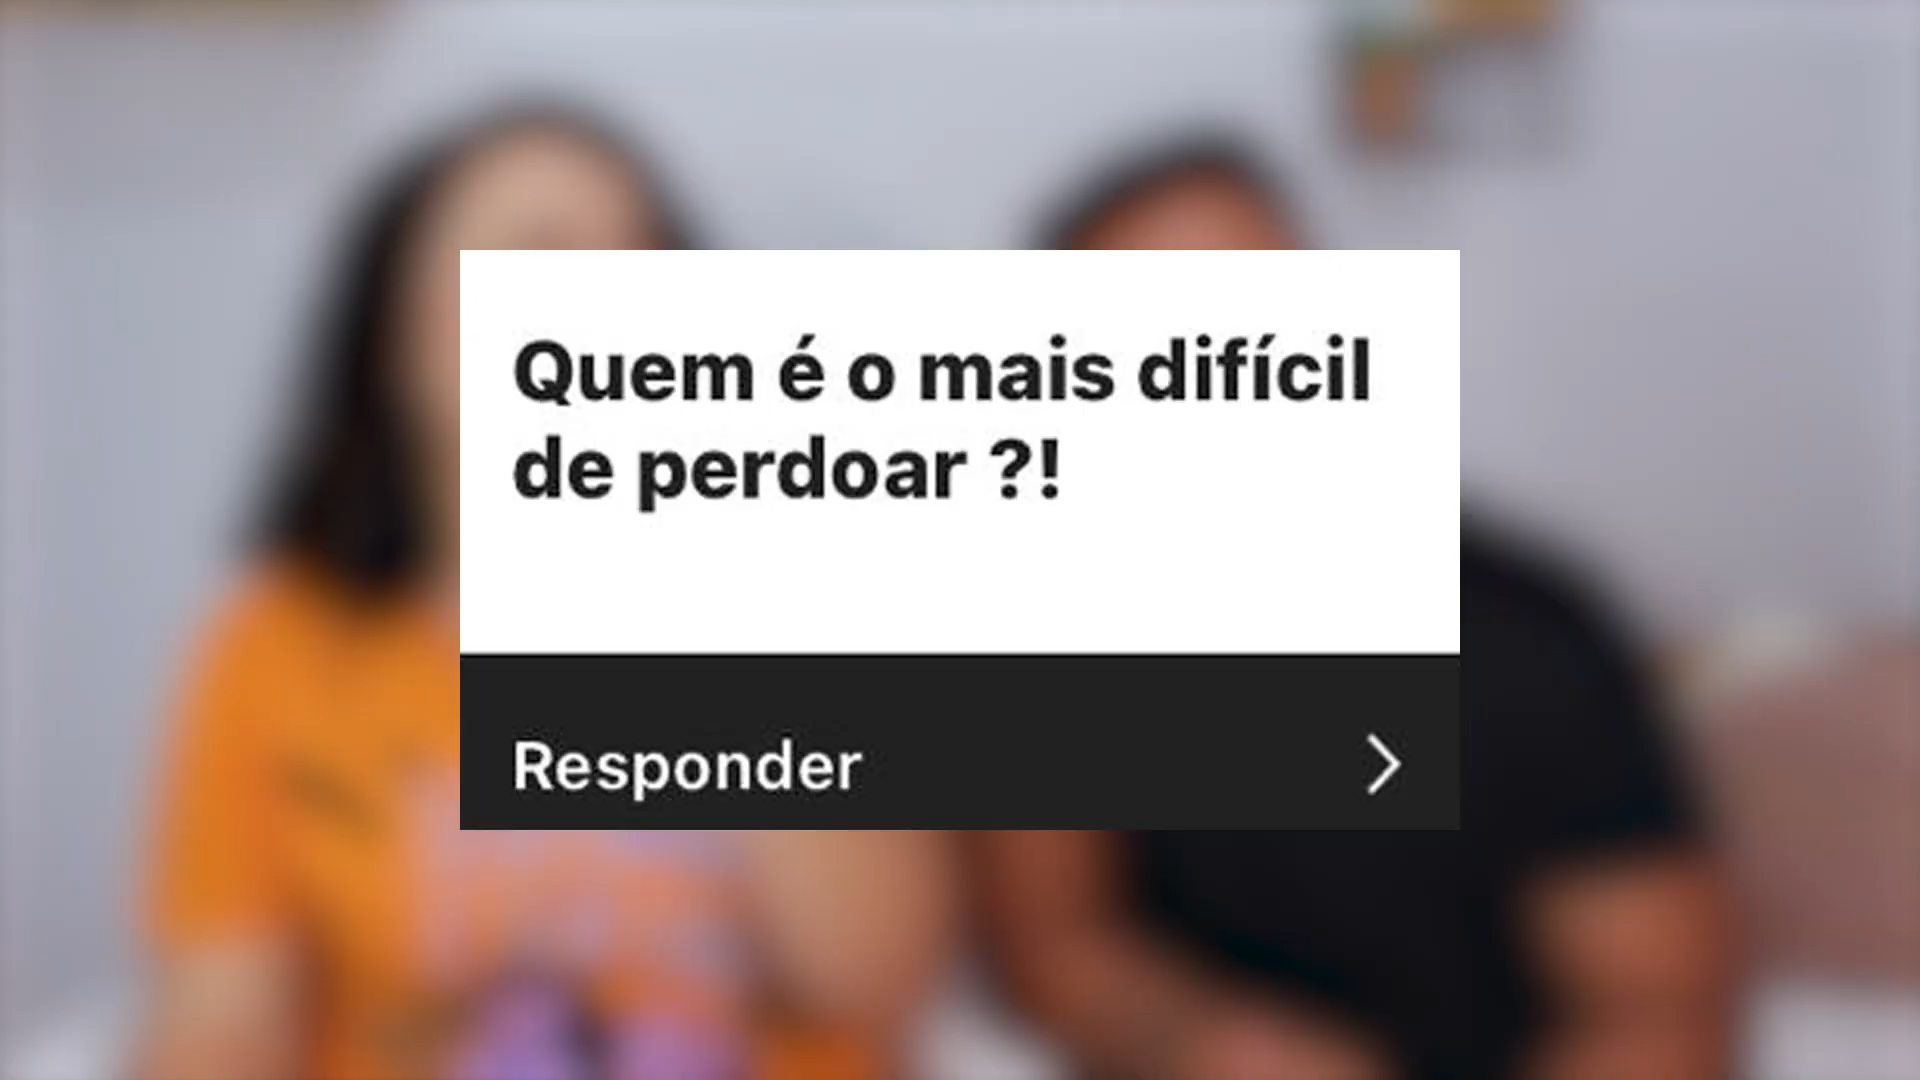 Quem é o mais difícil
de perdoar ?!
Responder